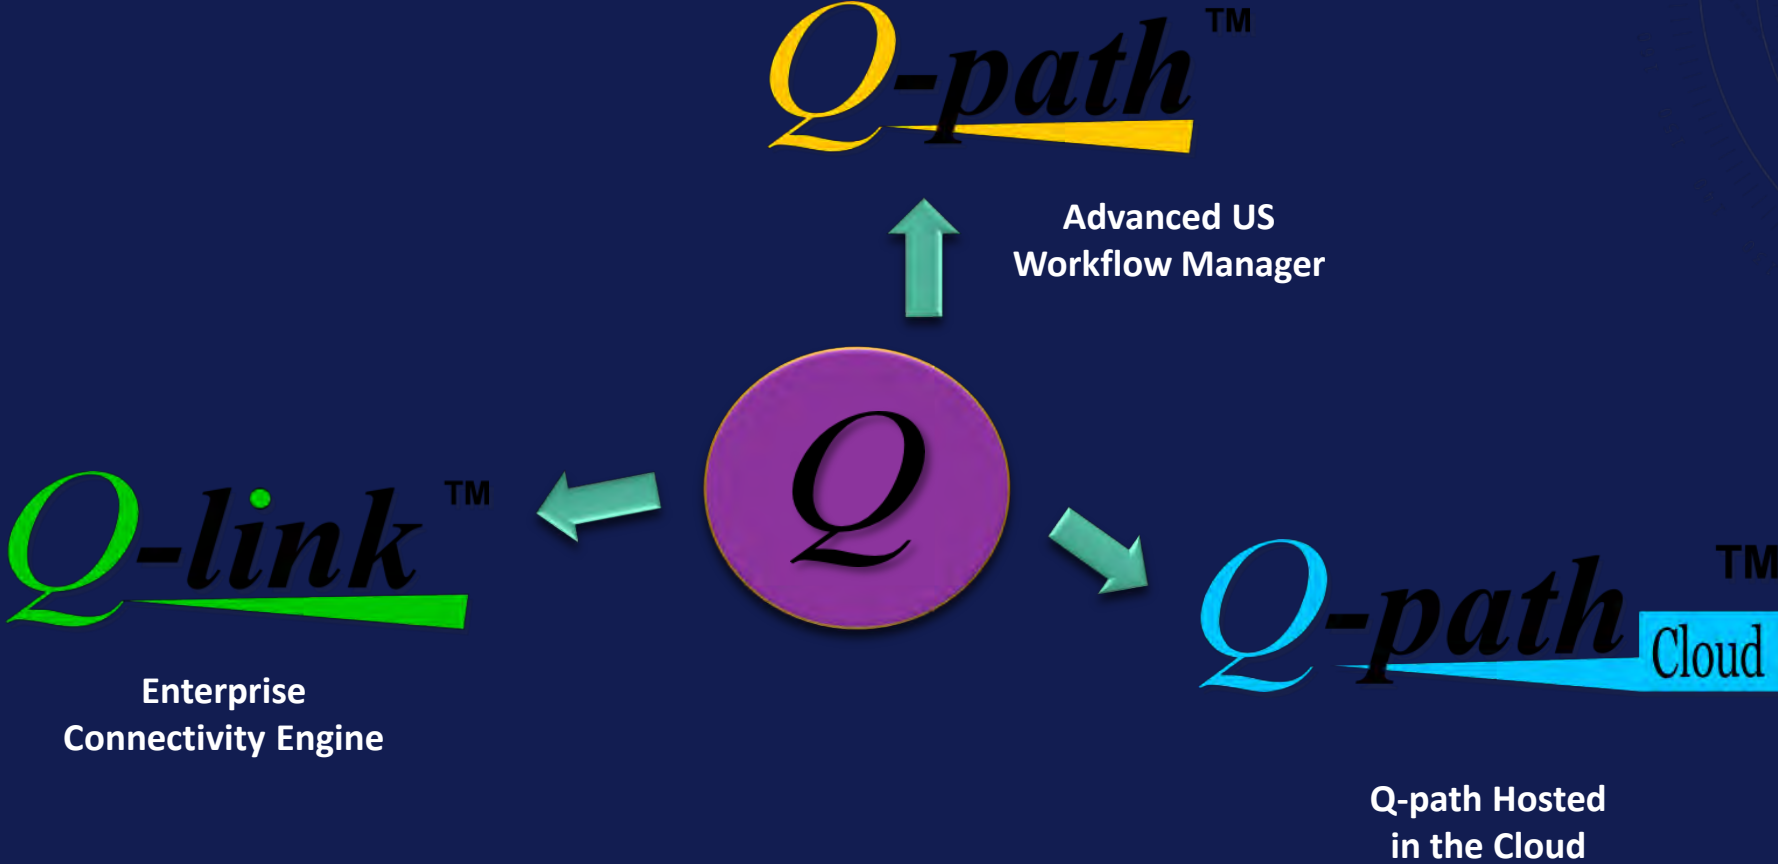 Q-path™
Advanced US
Workflow Manager
Q
Q-link™
Enterprise
Connectivity Engine
Q-path Cloud™
Q-path Hosted
in the Cloud